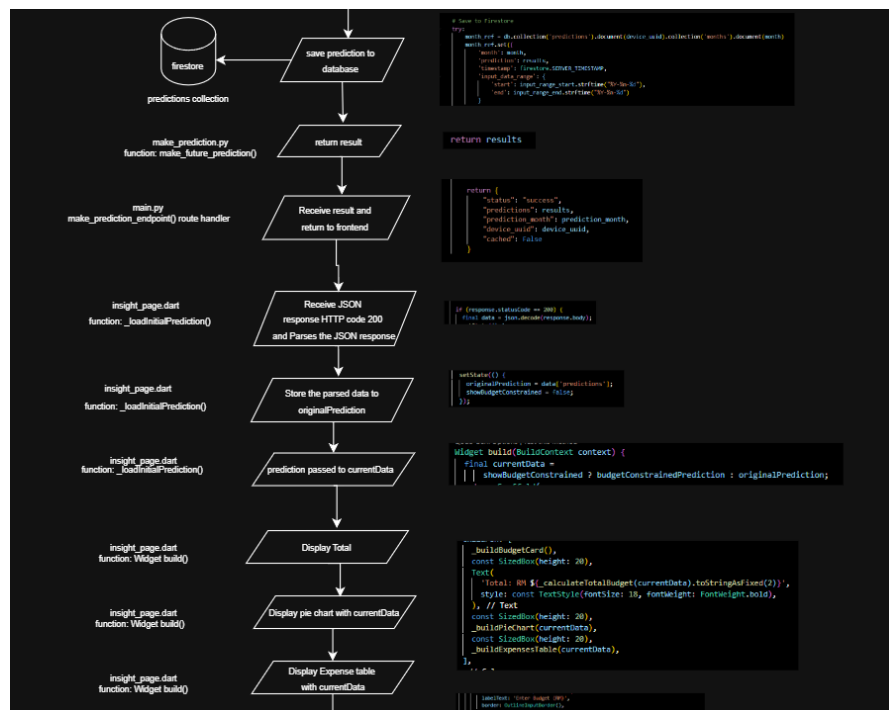 firestore
predictions collection
save prediction to
database
# Save to Firestore
try:
month_ref = db.collection('predictions').document(device_uuid).collection('months').document(month)
month_ref.set({
'month': month,
'prediction': results,
'timestamp': firestore.SERVER_TIMESTAMP,
'input_data_range': {
'start': input_range_start.strftime("%Y-%m-%d"),
'end': input_range_end.strftime("%Y-%m-%d")
}
make_prediction.py
function: make_future_prediction()
return result
return results
main.py
make_prediction_endpoint() route handler
Receive result and
return to frontend
return {
"status": "success",
"predictions": results,
"prediction_month": prediction_month,
"device_uuid": device_uuid,
"cached": False
}
insight_page.dart
function: _loadInitialPrediction()
Receive JSON
response HTTP code 200
and Parses the JSON response
if (response.statusCode == 200) {
final data = json.decode(response.body);
insight_page.dart
function: _loadInitialPrediction()
Store the parsed data to
originalPrediction
setState(() {
originalPrediction = data['predictions'];
showBudgetConstrained = false;
});
insight_page.dart
function: _loadInitialPrediction()
prediction passed to currentData
Widget build(BuildContext context) {
final currentData =
showBudgetConstrained ? budgetConstrainedPrediction : originalPrediction;
insight_page.dart
function: Widget build()
Display Total
_buildBudgetCard(),
const SizedBox(height: 20),
Text(
'Total: RM ${_calculateTotalBudget(currentData).toStringAsFixed(2)}',
style: const TextStyle(fontSize: 18, fontWeight: FontWeight.bold),
), // Text
const SizedBox(height: 20),
_buildPieChart(currentData),
const SizedBox(height: 20),
_buildExpensesTable(currentData),
],
insight_page.dart
function: Widget build()
Display pie chart with currentData
insight_page.dart
function: Widget build()
Display Expense table
with currentData
labelText: 'Enter Budget (RM)',
border: OutlineInputBorder(),